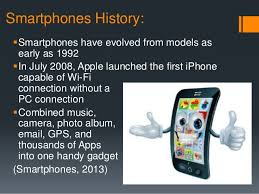 Smartphones History:
▪Smartphones have evolved from models as
early as 1992
▪In July 2008, Apple launched the first iPhone
capable of Wi-Fi
connection without a
PC connection
▪Combined music,
camera, photo album,
email, GPS, and
thousands of Apps
into one handy gadget
(Smartphones, 2013)